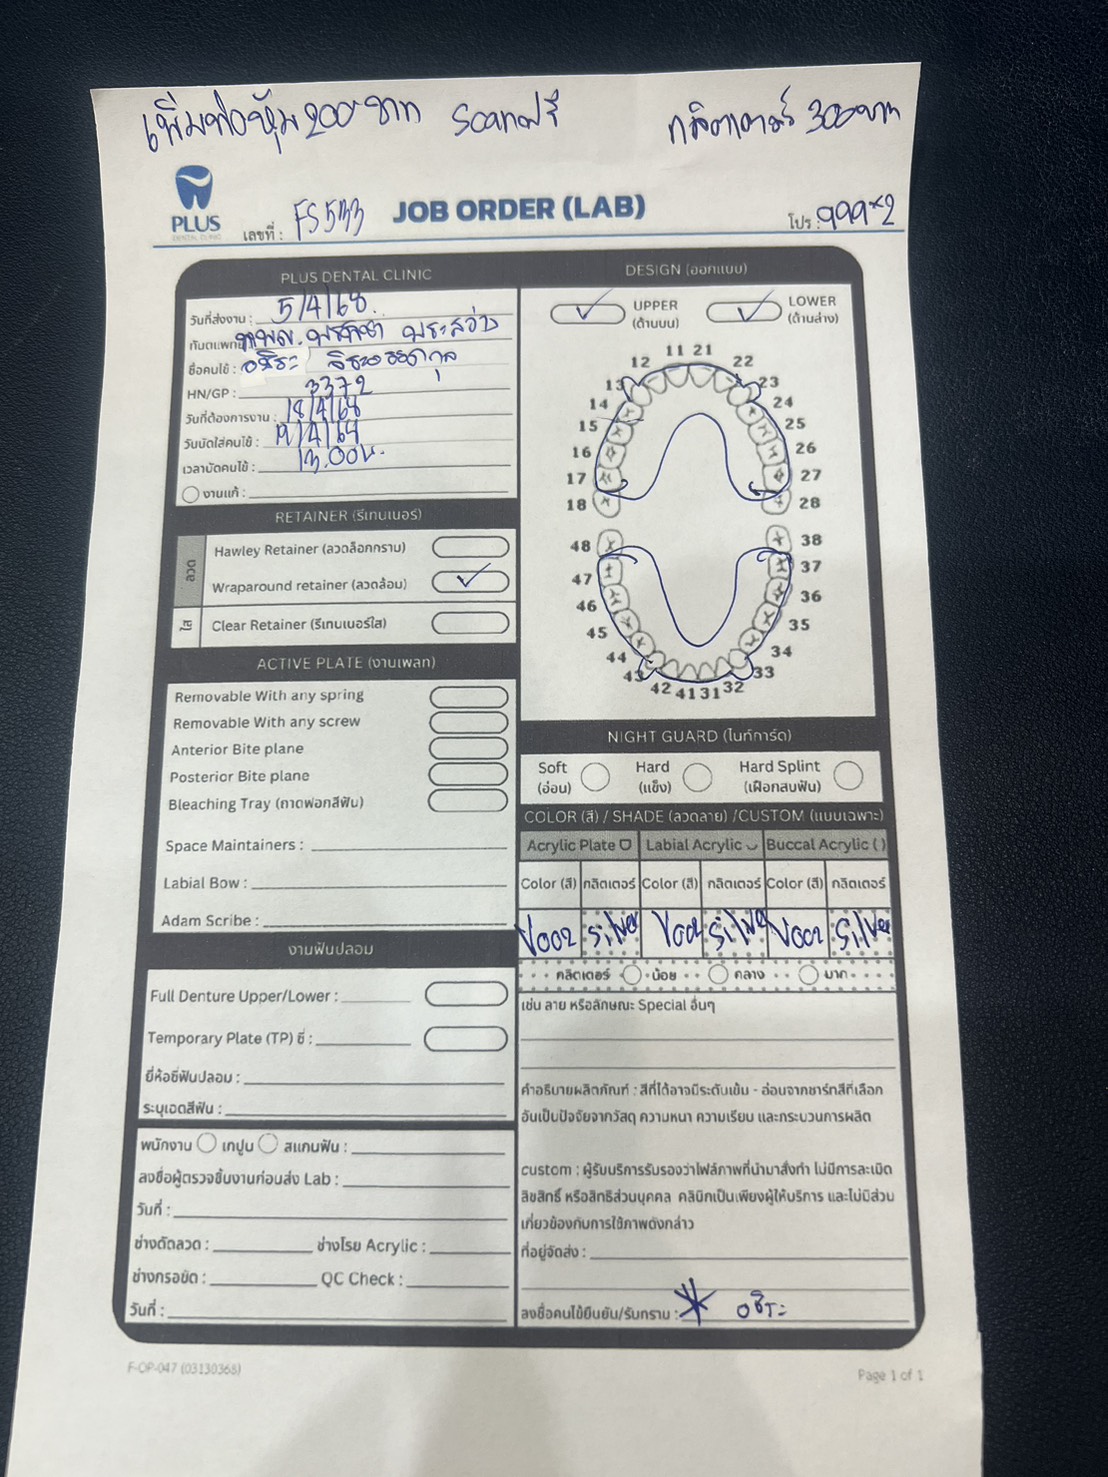 เพิ่มท่อหุ้ม 200 บาท Scanฟรี กลิตเตอร์ 300 บาท
PLUS
DENTAL CLINIC
เลขที่ : FS533
JOB ORDER (LAB)
โปร : 999×2
PLUS DENTAL CLINIC
วันที่ส่งงาน : 5/4/68
ทันตแพทย์
ชื่อคนไข้ : อชิระ
HN/GP : 3372
วันที่ต้องการงาน : 18/4/68
วันนัดใส่คนไข้ : 19/4/68
เวลานัดคนไข้ : 13.00น.
งานแก้ :
RETAINER (รีเทนเนอร์)
ลวด
Hawley Retainer (ลวดล็อกกราม)
Wraparound retainer (ลวดล้อม) ✓
ใส
Clear Retainer (รีเทนเนอร์ใส)
ACTIVE PLATE (งานเพลท)
Removable With any spring
Removable With any screw
Anterior Bite plane
Posterior Bite plane
Bleaching Tray (ถาดฟอกสีฟัน)
Space Maintainers :
Labial Bow :
Adam Scribe :
งานฟันปลอม
Full Denture Upper/Lower :
Temporary Plate (TP) ซี่ :
ยี่ห้อซี่ฟันปลอม :
ระบุเฉดสีฟัน :
พนักงาน เทปูน สแกนฟัน :
ลงชื่อผู้ตรวจชิ้นงานก่อนส่ง Lab :
วันที่ :
ช่างดัดลวด : ช่างโรย Acrylic :
ช่างกรอขัด : QC Check :
วันที่ :
DESIGN (ออกแบบ)
✓ UPPER (ด้านบน) ✓ LOWER (ด้านล่าง)
11 21
12 22
13 23
14 24
15 25
16 26
17 27
18 28
48 38
47 37
46 36
45 35
44 34
43 33
42 41 31 32
NIGHT GUARD (ไนท์การ์ด)
Soft (อ่อน) Hard (แข็ง) Hard Splint (เฝือกสบฟัน)
COLOR (สี) / SHADE (ลวดลาย) /CUSTOM (แบบเฉพาะ)
Acrylic Plate Labial Acrylic Buccal Acrylic ( )
Color (สี) กลิตเตอร์ Color (สี) กลิตเตอร์ Color (สี) กลิตเตอร์
V002 Silver V002 Silver V002 Silver
กลิตเตอร์ น้อย กลาง มาก
เช่น ลาย หรือลักษณะ Special อื่นๆ
คำอธิบายผลิตภัณฑ์ : สีที่ได้อาจมีระดับเข้ม - อ่อนจากชาร์ทสีที่เลือก
อันเป็นปัจจัยจากวัสดุ ความหนา ความเรียบ และกระบวนการผลิต
custom : ผู้รับบริการรับรองว่าไฟล์ภาพที่นำมาสั่งทำ ไม่มีการละเมิด
ลิขสิทธิ์ หรือสิทธิส่วนบุคคล คลินิกเป็นเพียงผู้ให้บริการ และไม่มีส่วน
เกี่ยวข้องกับการใช้ภาพดังกล่าว
ที่อยู่จัดส่ง :
ลงชื่อคนไข้ยืนยัน/รับทราบ : อชิระ
F-OP-047 (03130368)
Page 1 of 1